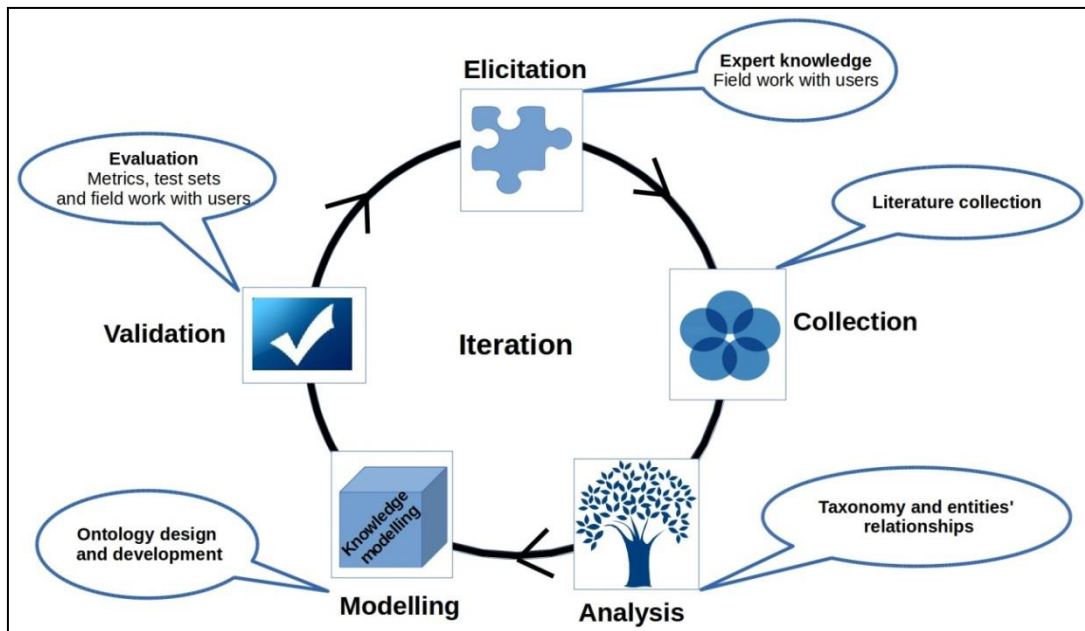 Elicitation
Expert knowledge
Field work with users
Evaluation
Metrics, test sets
and field work with users
Literature collection
Validation
Iteration
Collection
Knowledge
modelling
Ontology design
and development
Taxonomy and entities'
relationships
Modelling
Analysis